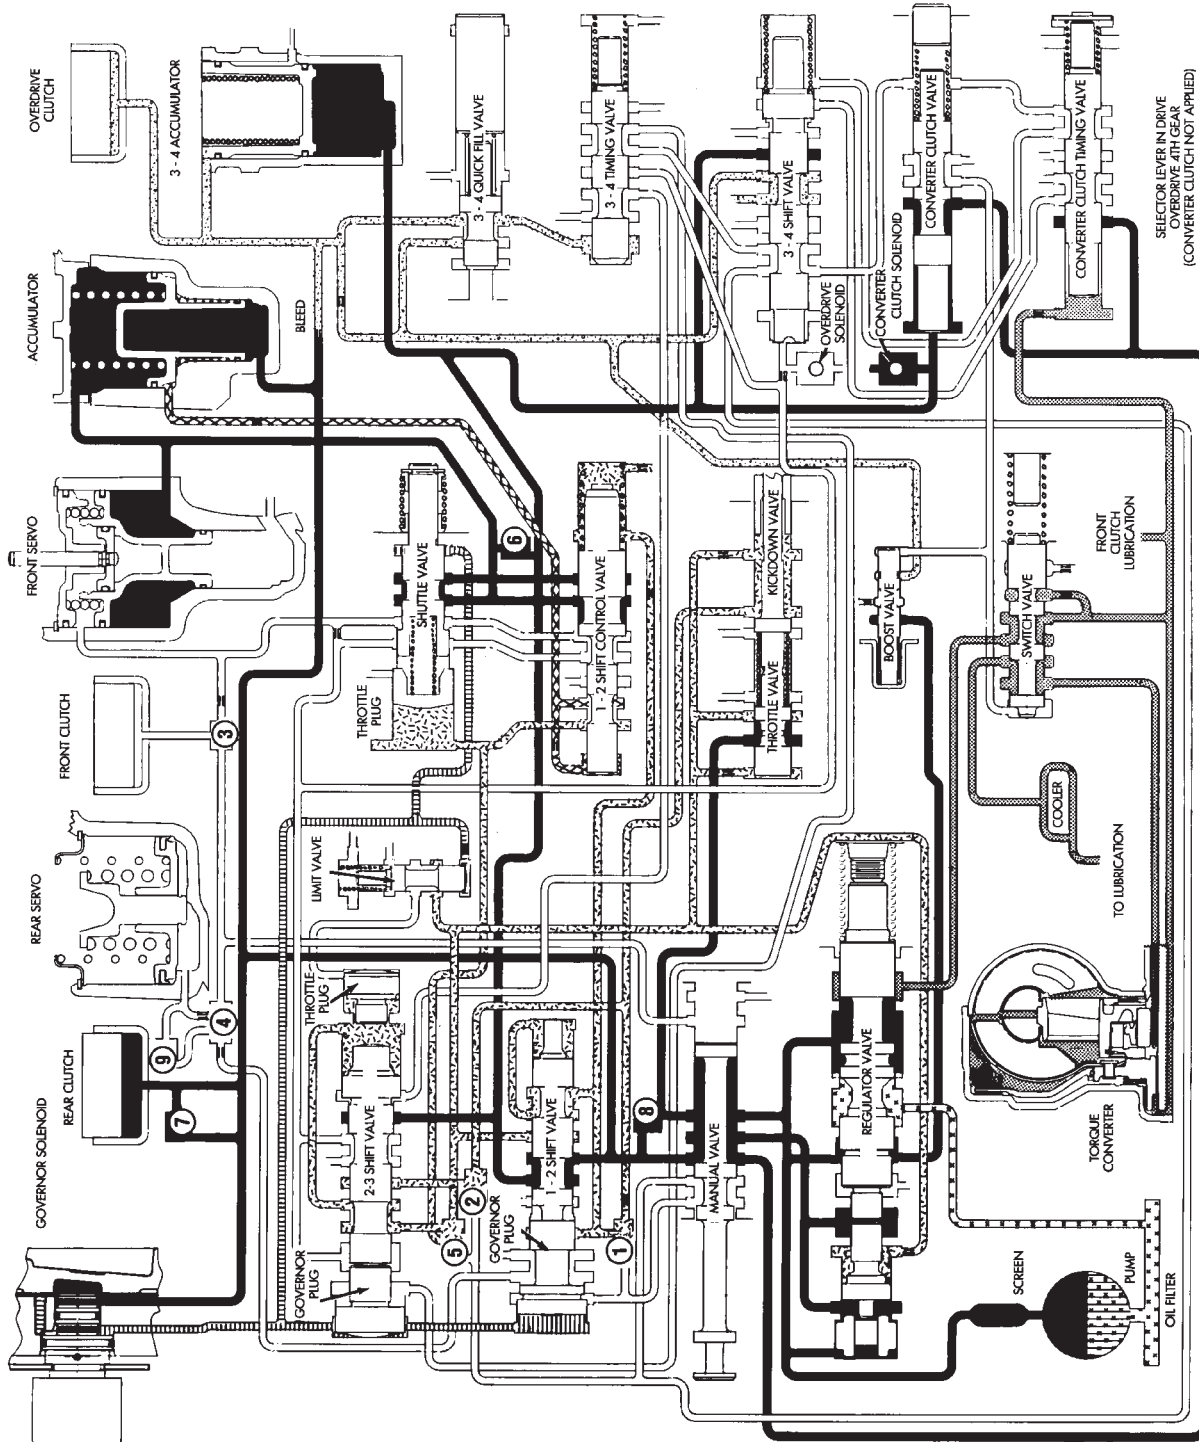 OVERDRIVE
CLUTCH
3 - 4 ACCUMULATOR
3 - 4 QUICK FILL VALVE
3 - 4 TIMING VALVE
3 - 4 SHIFT VALVE
CONVERTER CLUTCH VALVE
CONVERTER CLUTCH TIMING VALVE
SELECTOR LEVER IN DRIVE
OVERDRIVE 4TH GEAR
(CONVERTER CLUTCH NOT APPLIED)
ACCUMULATOR
BLEED
OVERDRIVE
SOLENOID
CONVERTER
CLUTCH SOLENOID
FRONT SERVO
SHUTTLE VALVE
6
1 - 2 SHIFT CONTROL VALVE
KICKDOWN VALVE
THROTTLE VALVE
BOOST VALVE
SWITCH VALVE
FRONT
CLUTCH
LUBRICATION
FRONT CLUTCH
3
THROTTLE
PLUG
COOLER
TO LUBRICATION
REAR SERVO
LIMIT VALVE
THROTTLE
PLUG
REAR CLUTCH
9
4
7
2-3 SHIFT VALVE
1 - 2 SHIFT VALVE
8
MANUAL VALVE
REGULATOR VALVE
TORQUE
CONVERTER
GOVERNOR SOLENOID
GOVERNOR
PLUG
5
2
GOVERNOR
PLUG
1
SCREEN
PUMP
OIL FILTER